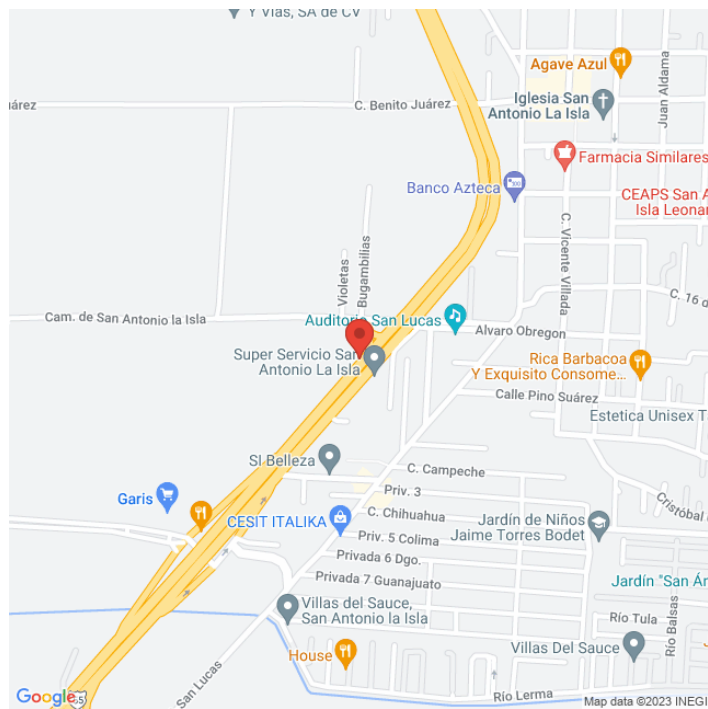 Y Vías, SA de CV
Agave Azul
Juan Aldama
uárez
C. Benito Juárez
Iglesia San
Antonio La Isla
Farmacia Similares
Banco Azteca
CEAPS San A
Isla Leonar
C. Vicente Villada
Violetas
Bugambilias
C. 16 d
Cam. de San Antonio la Isla
Auditorio San Lucas
Alvaro Obregon
Super Servicio San
Antonio La Isla
Rica Barbacoa
Y Exquisito Consome...
Calle Pino Suárez
Estetica Unisex T
SI Belleza
C. Campeche
Priv. 3
Garis
Cristóbal
CESIT ITALIKA
C. Chihuahua
Jardín de Niños
Jaime Torres Bodet
Priv. 5 Colima
Privada 6 Dgo.
Privada 7 Guanajuato
Jardín "San Án
Villas del Sauce,
San Antonio la Isla
Río Tula
Río Balsas
Villas Del Sauce
House
San Lucas
Río Lerma
Google
55
Map data ©2023 INEGI